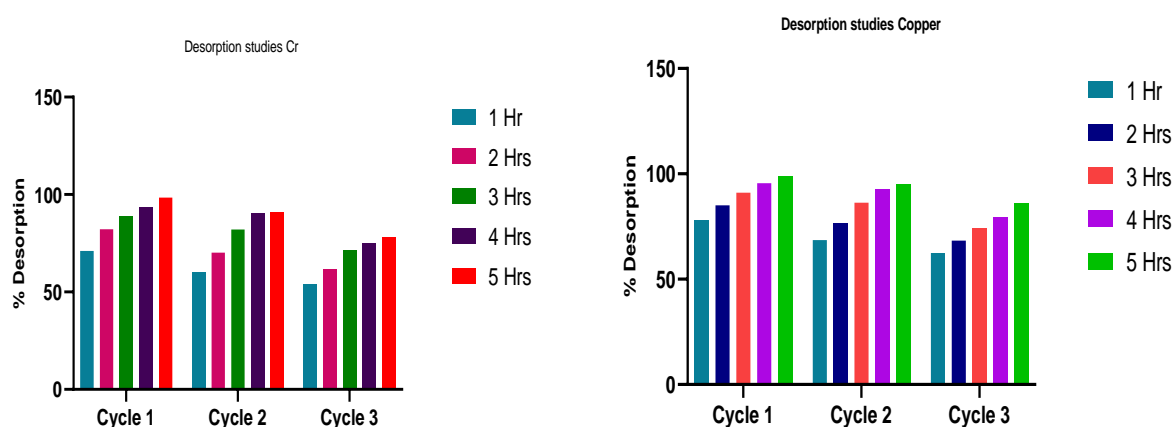 Desorption studies Cr
150
100
50
0
% Desorption
Cycle 1 Cycle 2 Cycle 3
1 Hr
2 Hrs
3 Hrs
4 Hrs
5 Hrs
Desorption studies Copper
150
100
50
0
% Desorption
Cycle 1 Cycle 2 Cycle 3
1 Hr
2 Hrs
3 Hrs
4 Hrs
5 Hrs